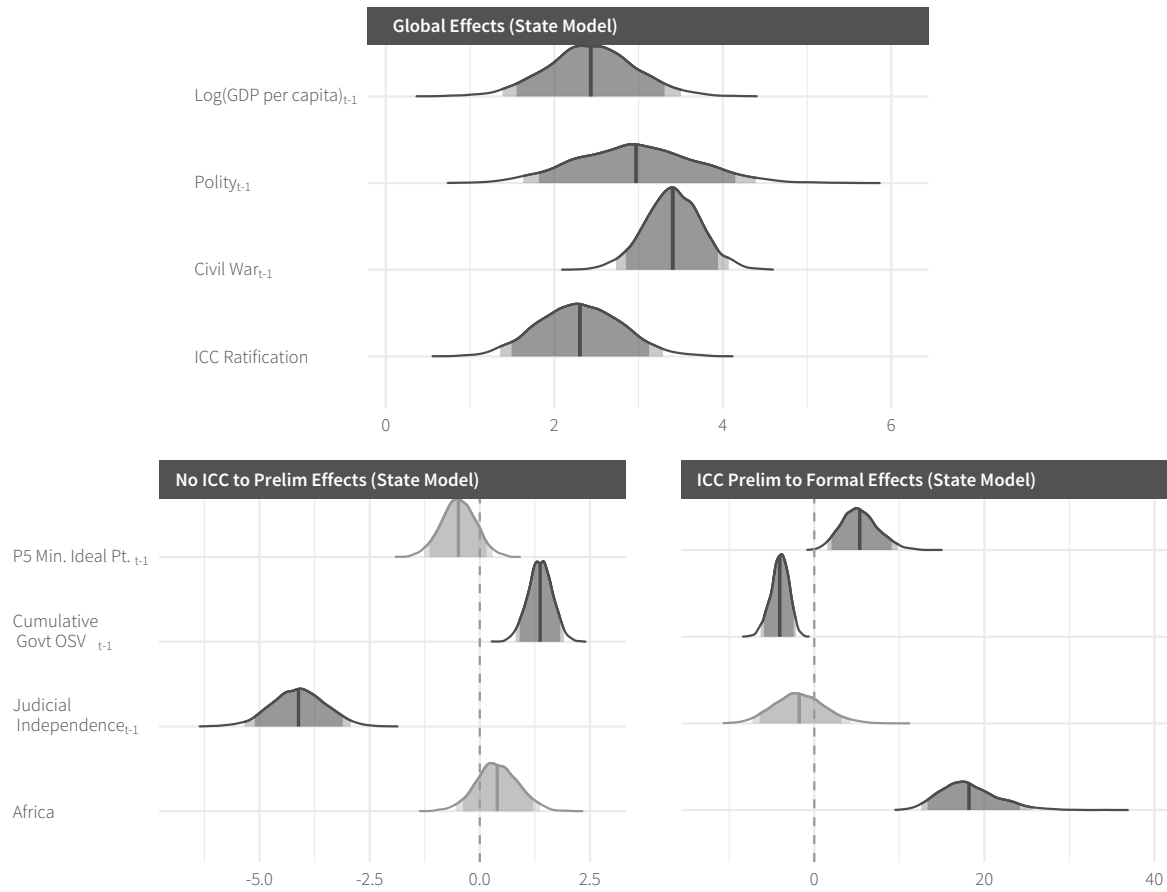 Global Effects (State Model)
Log(GDP per capita)t-1
Polityt-1
Civil Wart-1
ICC Ratification
0 2 4 6
No ICC to Prelim Effects (State Model)
ICC Prelim to Formal Effects (State Model)
P5 Min. Ideal Pt. t-1
Cumulative
Govt OSV t-1
Judicial
Independencet-1
Africa
-5.0 -2.5 0.0 2.5
0 20 40